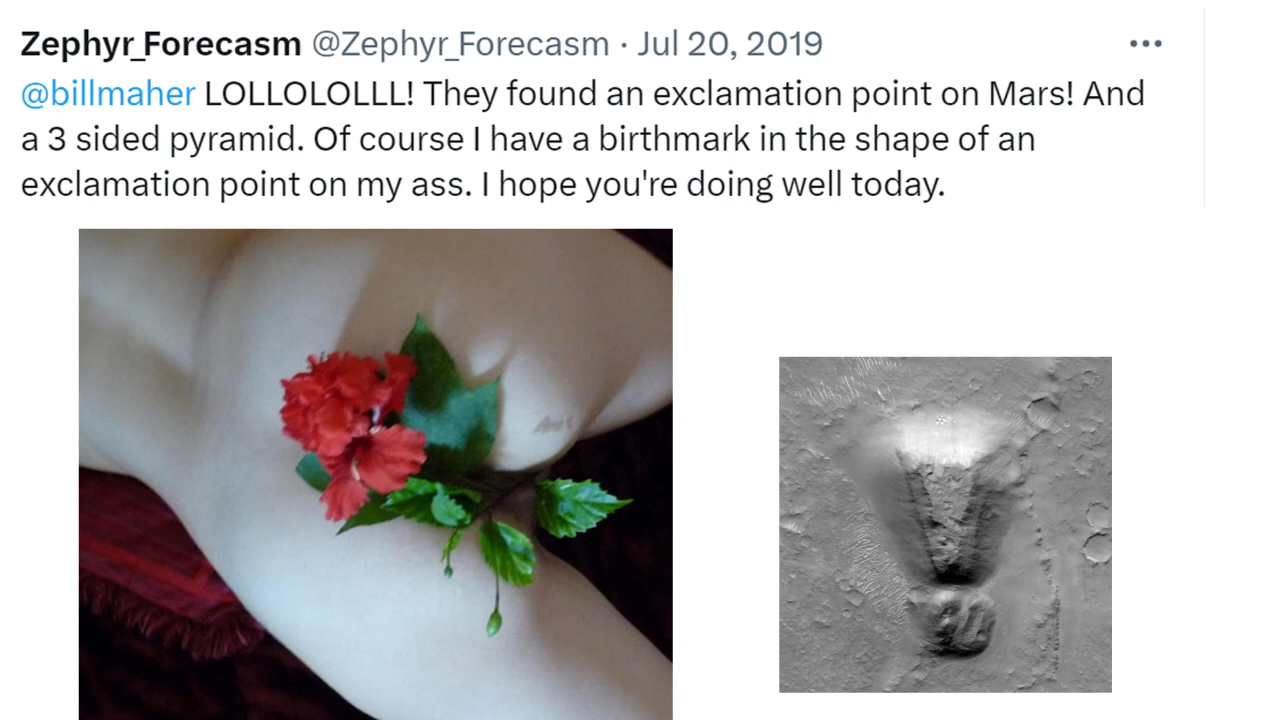 Zephyr_Forecasm @Zephyr_Forecasm · Jul 20, 2019
@billmaher LOLLOLOLLL! They found an exclamation point on Mars! And
a 3 sided pyramid. Of course I have a birthmark in the shape of an
exclamation point on my ass. I hope you're doing well today.